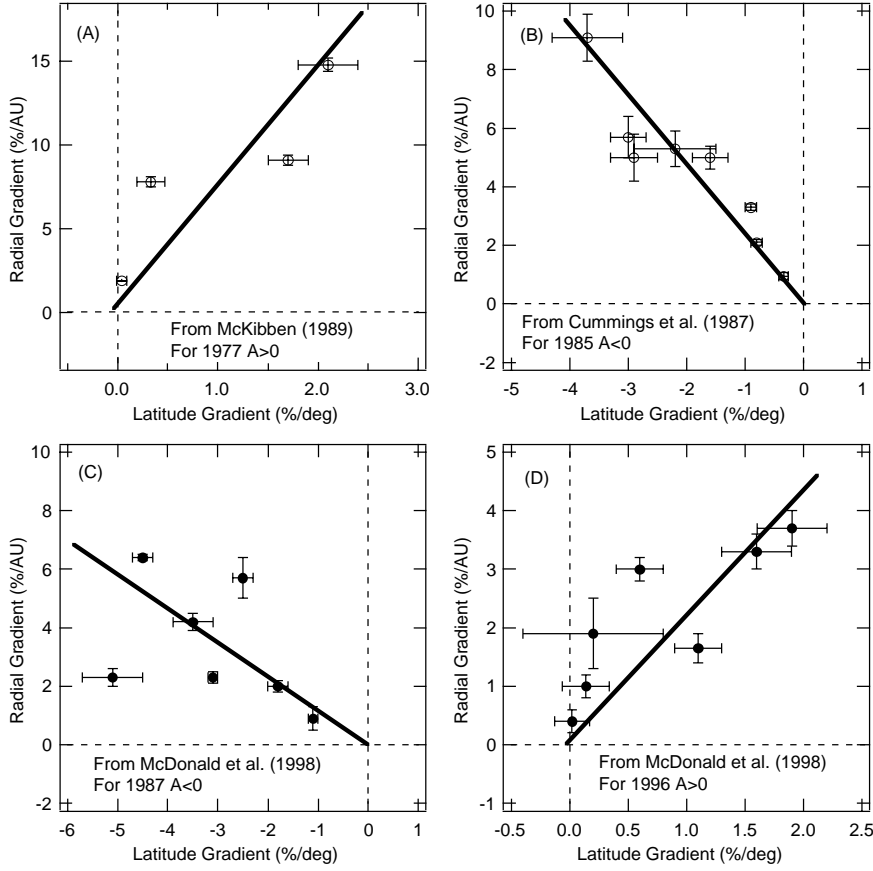 (A)
15
10
5
0
Radial Gradient (%/AU)
From McKibben (1989)
For 1977 A>0
0.0 1.0 2.0 3.0
Latitude Gradient (%/deg)
(B)
10
8
6
4
2
0
-2
Radial Gradient (%/AU)
From Cummings et al. (1987)
For 1985 A<0
-5 -4 -3 -2 -1 0 1
Latitude Gradient (%/deg)
(C)
10
8
6
4
2
0
-2
Radial Gradient (%/AU)
From McDonald et al. (1998)
For 1987 A<0
-6 -5 -4 -3 -2 -1 0 1
Latitude Gradient (%/deg)
(D)
5
4
3
2
1
0
-1
Radial Gradient (%/AU)
From McDonald et al. (1998)
For 1996 A>0
-0.5 0.0 0.5 1.0 1.5 2.0 2.5
Latitude Gradient (%/deg)